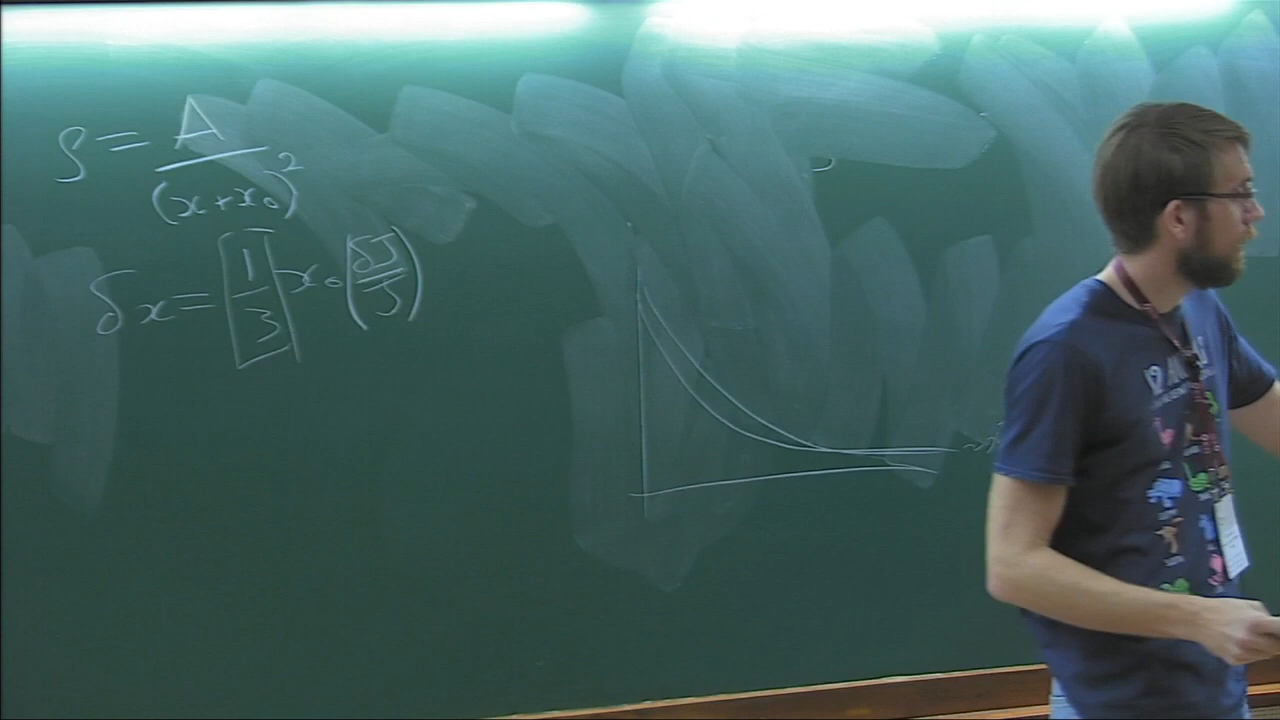 S = A / (x + x₀)²
δx = [1/3] x₀ (δJ/J)